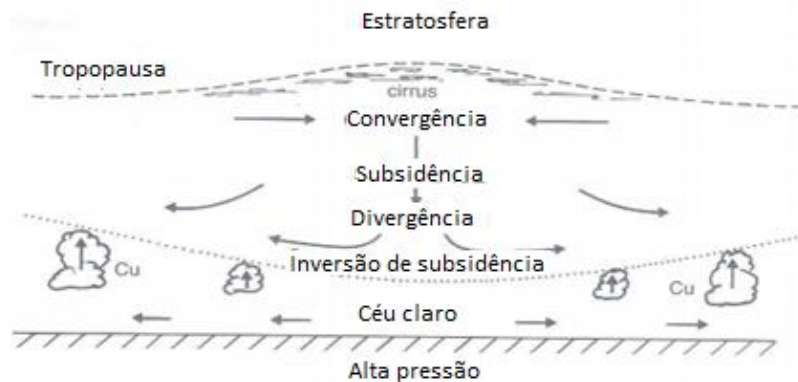 Estratosfera
Tropopausa
cirrus
Convergência
Subsidência
Divergência
Inversão de subsidência
Cu
Cu
Céu claro
Alta pressão